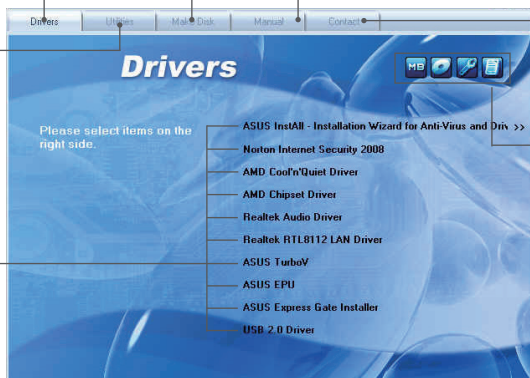 Drivers Utilities Make Disk Manual Contact
Drivers
MB
Please select items on the
right side.
ASUS InstAll - Installation Wizard for Anti-Virus and Driv >>
Norton Internet Security 2008
AMD Cool'n'Quiet Driver
AMD Chipset Driver
Realtek Audio Driver
Realtek RTL8112 LAN Driver
ASUS TurboV
ASUS EPU
ASUS Express Gate Installer
USB 2.0 Driver